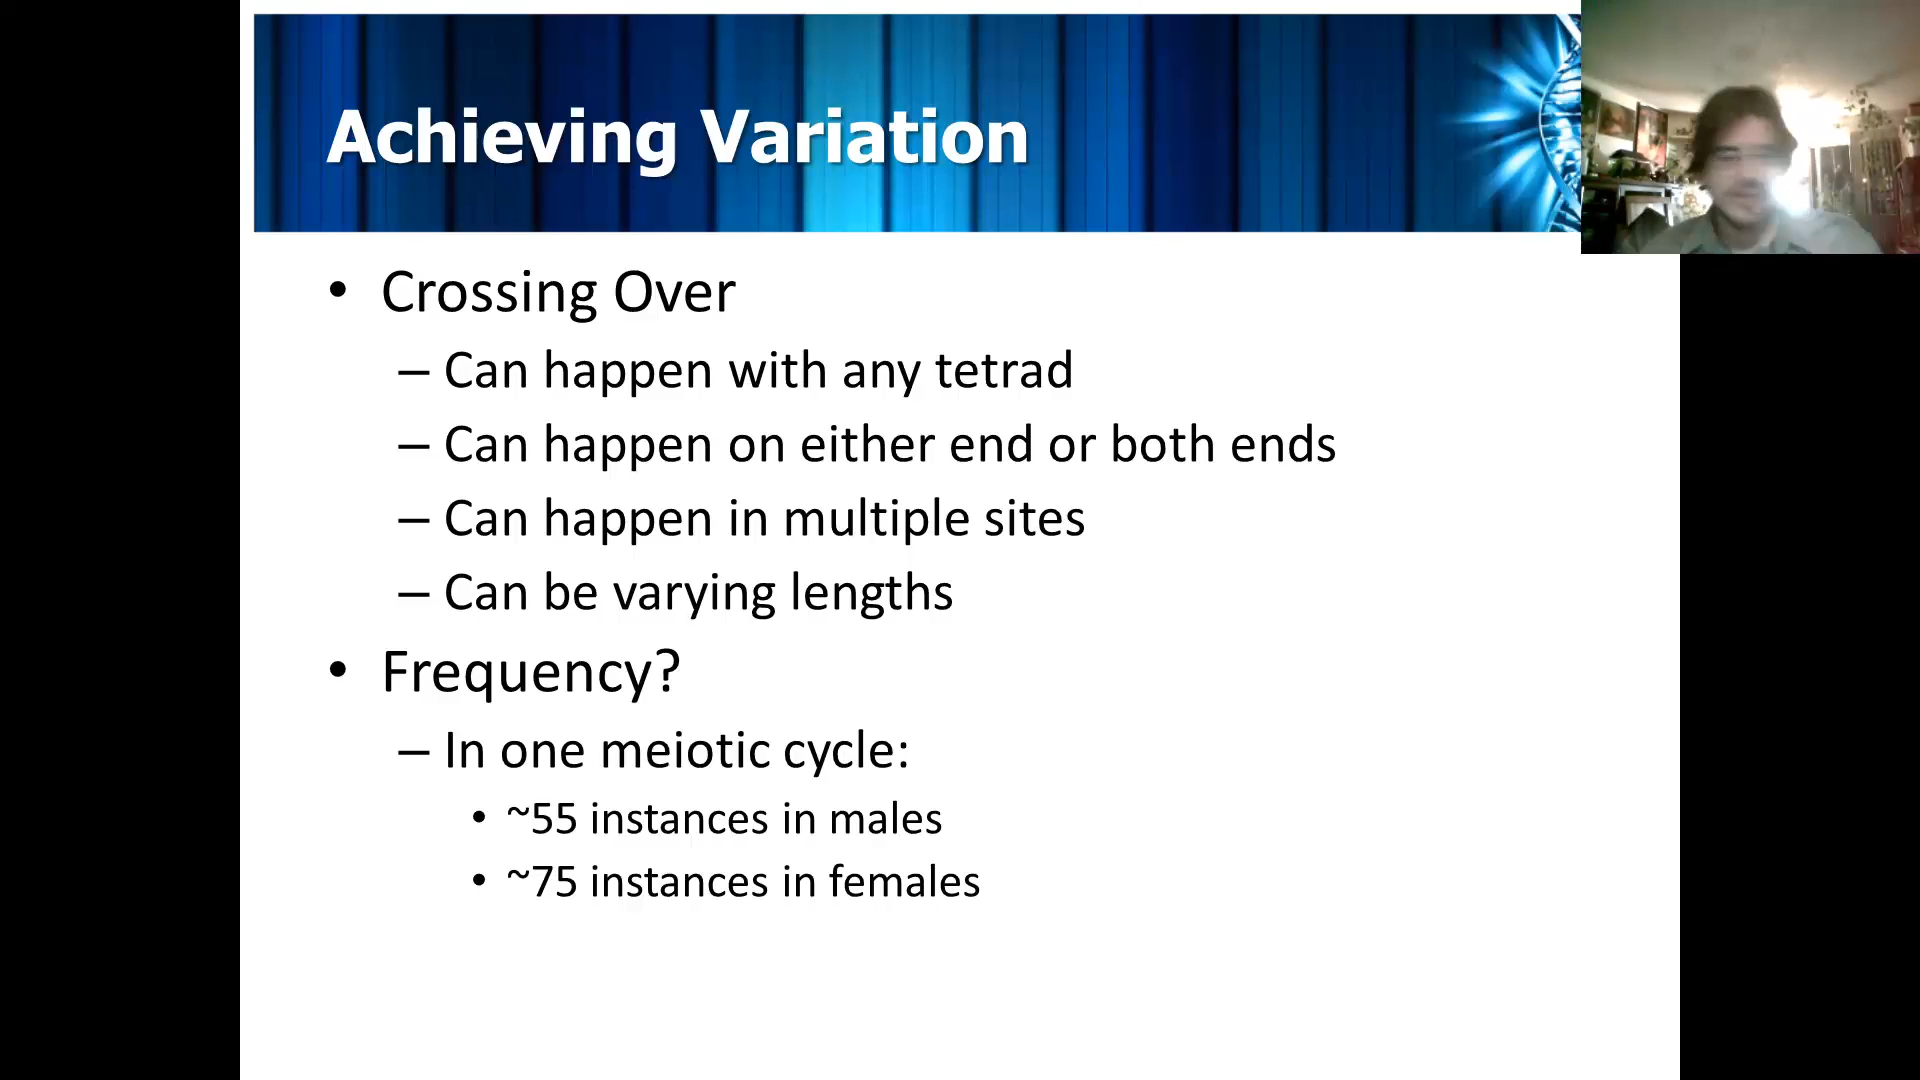 Achieving Variation
• Crossing Over
– Can happen with any tetrad
– Can happen on either end or both ends
– Can happen in multiple sites
– Can be varying lengths
• Frequency?
– In one meiotic cycle:
• ~55 instances in males
• ~75 instances in females